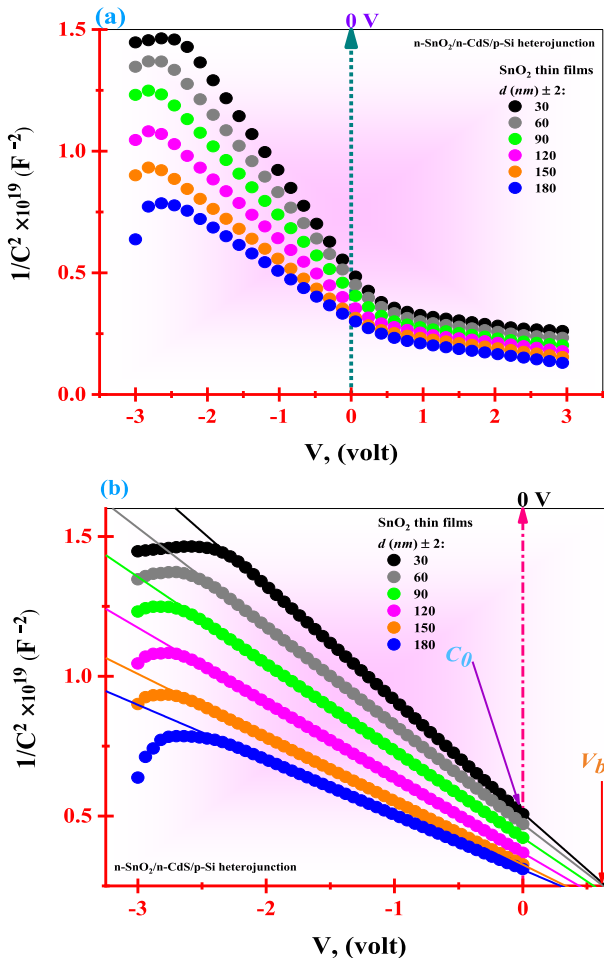 (a)
0 V
n-SnO₂/n-CdS/p-Si heterojunction
SnO₂ thin films
d (nm) ± 2:
30
60
90
120
150
180
1/C² ×10¹⁹ (F⁻²)
1.5
1.0
0.5
0.0
-3 -2 -1 0 1 2 3
V, (volt)
(b)
0 V
SnO₂ thin films
d (nm) ± 2:
30
60
90
120
150
180
C₀
V_b
1/C² ×10¹⁹ (F⁻²)
1.5
1.0
0.5
n-SnO₂/n-CdS/p-Si heterojunction
-3 -2 -1 0
V, (volt)